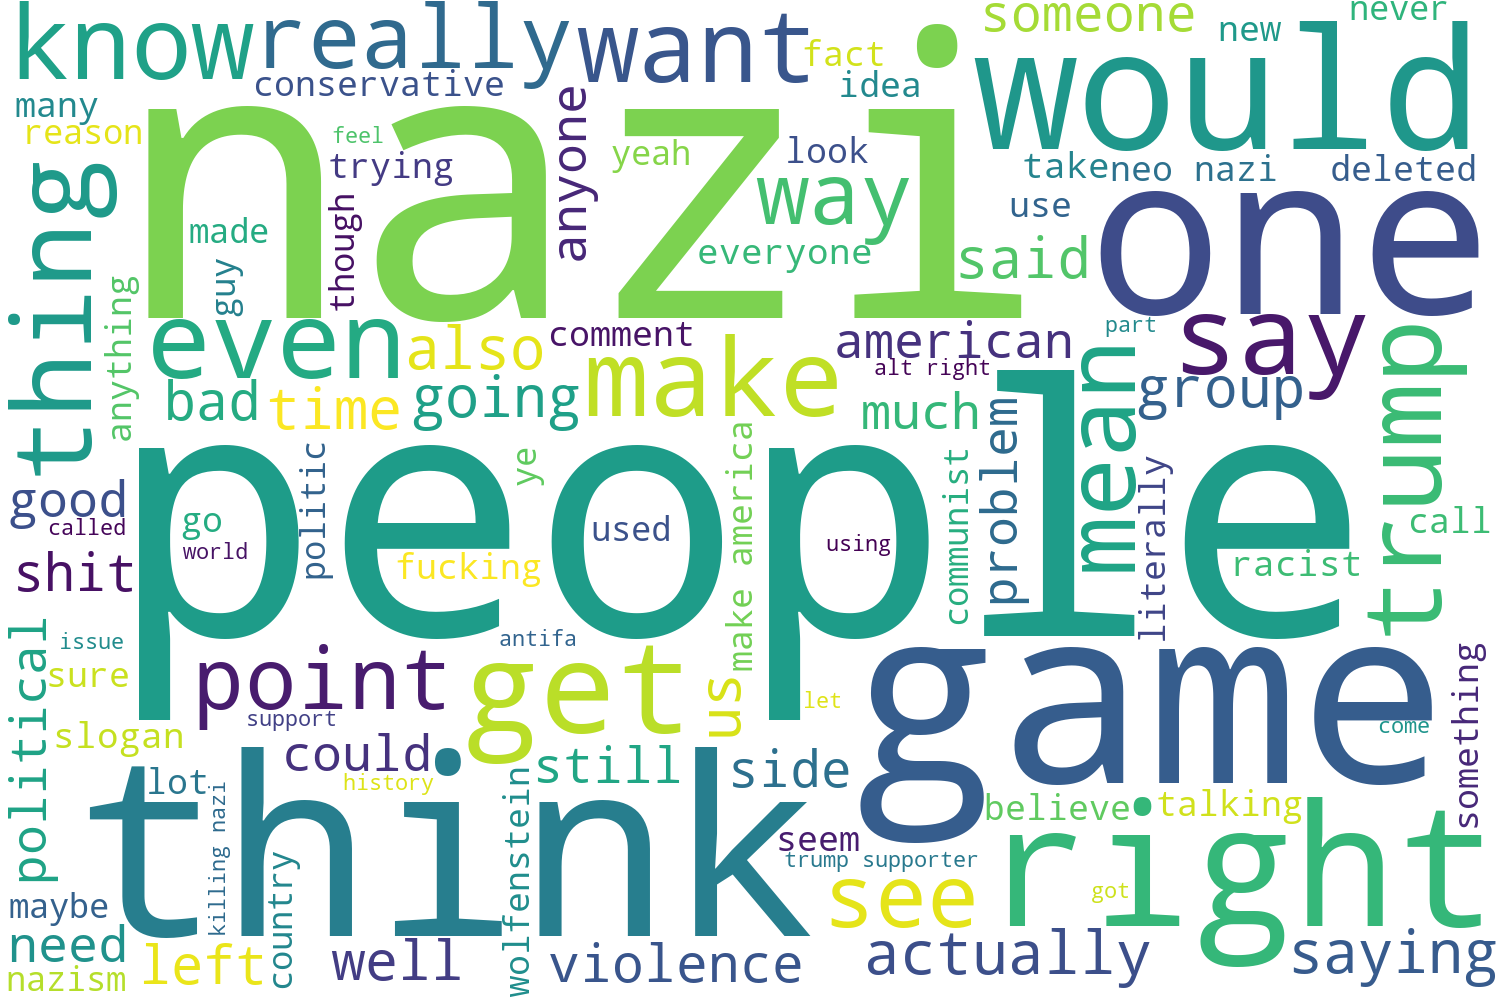 know
really
want
fact
someone
new
never
conservative
idea
would
many
reason
feel
trying
anyone
yeah
look
take
neo nazi
deleted
nazi
thing
made
guy
though
way
everyone
use
said
one
anything
even
also
comment
american
part
say
bad
time
going
make
alt right
much
mean
group
trump
good
called
go
world
politic
ye
used
make america
using
communist
problem
literally
call
shit
fucking
people
racist
political
issue
sure
antifa
point
get
us
let
game
something
slogan
support
could
still
side
come
lot
history
killing nazi
think
wolfenstein
seem
trump supporter
believe
talking
right
maybe
need
nazism
left
country
well
violence
see
got
actually
saying